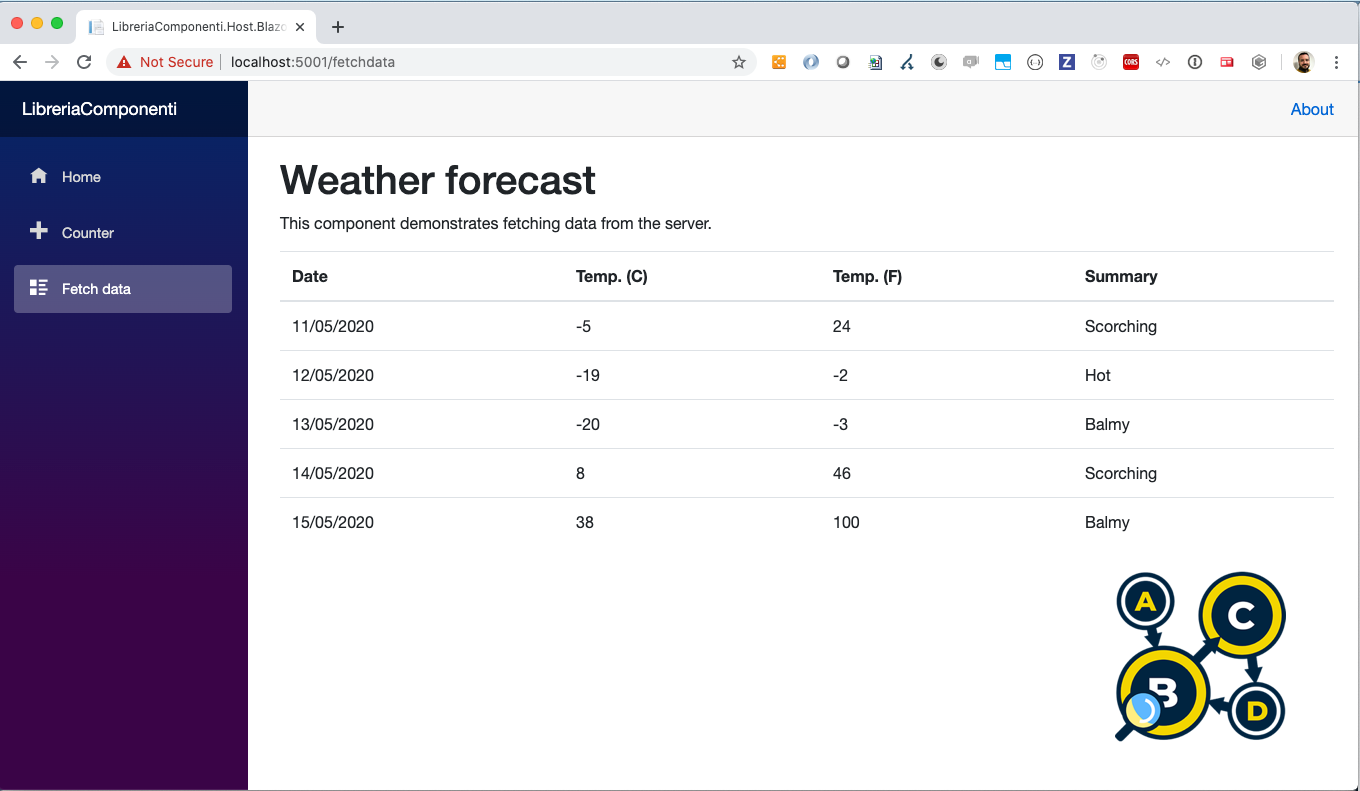 LibreriaComponenti.Host.Blazo
Not Secure localhost:5001/fetchdata
CORS
LibreriaComponenti
About
Home
Counter
Fetch data
Weather forecast
This component demonstrates fetching data from the server.
Date Temp. (C) Temp. (F) Summary
11/05/2020 -5 24 Scorching
12/05/2020 -19 -2 Hot
13/05/2020 -20 -3 Balmy
14/05/2020 8 46 Scorching
15/05/2020 38 100 Balmy
A
C
B
D